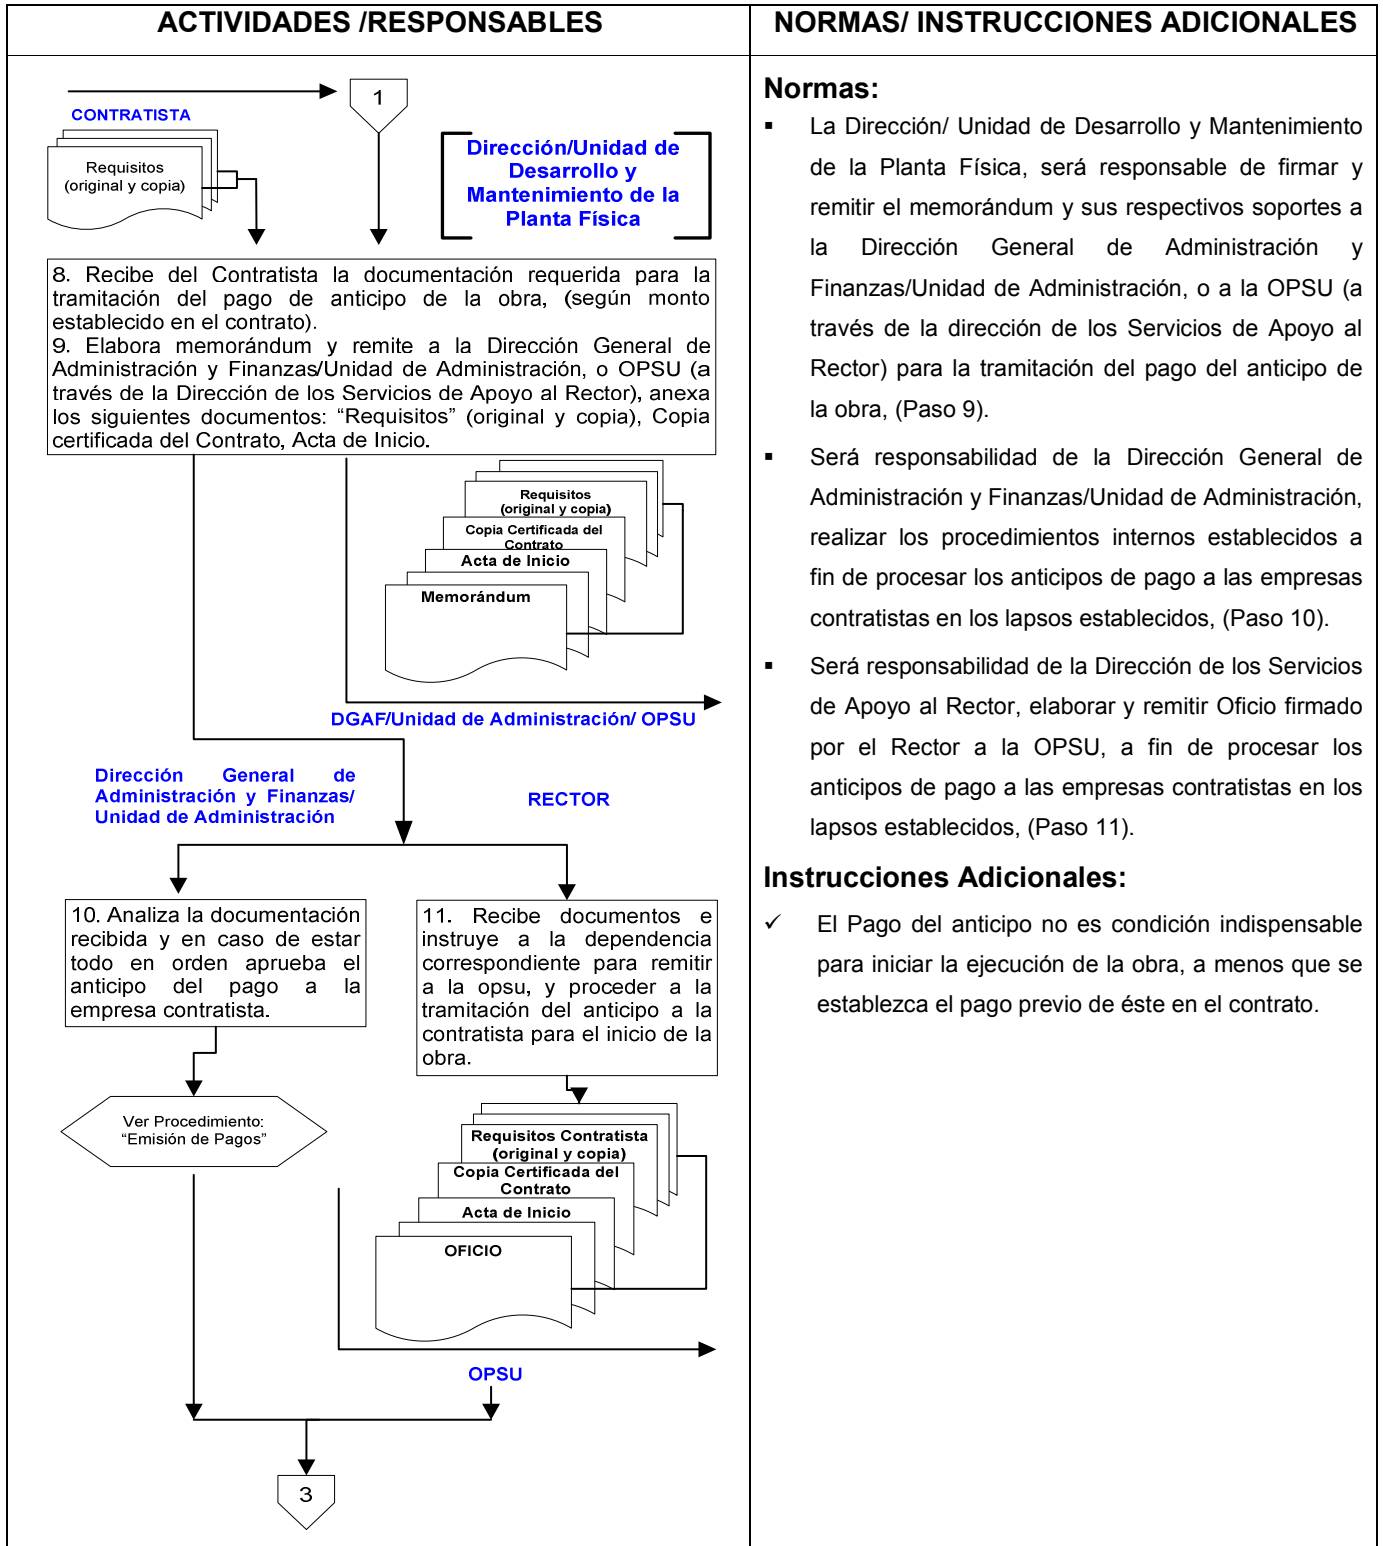 ACTIVIDADES /RESPONSABLES
NORMAS/ INSTRUCCIONES ADICIONALES
1
CONTRATISTA
Requisitos
(original y copia)
Dirección/Unidad de
Desarrollo y
Mantenimiento de la
Planta Física
8. Recibe del Contratista la documentación requerida para la
tramitación del pago de anticipo de la obra, (según monto
establecido en el contrato).
9. Elabora memorándum y remite a la Dirección General de
Administración y Finanzas/Unidad de Administración, o OPSU (a
través de la Dirección de los Servicios de Apoyo al Rector), anexa
los siguientes documentos: “Requisitos” (original y copia), Copia
certificada del Contrato, Acta de Inicio.
Requisitos
(original y copia)
Copia Certificada del
Contrato
Acta de Inicio
Memorándum
DGAF/Unidad de Administración/ OPSU
Dirección General de
Administración y Finanzas/
Unidad de Administración
RECTOR
10. Analiza la documentación
recibida y en caso de estar
todo en orden aprueba el
anticipo del pago a la
empresa contratista.
11. Recibe documentos e
instruye a la dependencia
correspondiente para remitir
a la opsu, y proceder a la
tramitación del anticipo a la
contratista para el inicio de la
obra.
Ver Procedimiento:
“Emisión de Pagos”
Requisitos Contratista
(original y copia)
Copia Certificada del
Contrato
Acta de Inicio
OFICIO
OPSU
3
Normas:
▪ La Dirección/ Unidad de Desarrollo y Mantenimiento
de la Planta Física, será responsable de firmar y
remitir el memorándum y sus respectivos soportes a
la Dirección General de Administración y
Finanzas/Unidad de Administración, o a la OPSU (a
través de la dirección de los Servicios de Apoyo al
Rector) para la tramitación del pago del anticipo de
la obra, (Paso 9).
▪ Será responsabilidad de la Dirección General de
Administración y Finanzas/Unidad de Administración,
realizar los procedimientos internos establecidos a
fin de procesar los anticipos de pago a las empresas
contratistas en los lapsos establecidos, (Paso 10).
▪ Será responsabilidad de la Dirección de los Servicios
de Apoyo al Rector, elaborar y remitir Oficio firmado
por el Rector a la OPSU, a fin de procesar los
anticipos de pago a las empresas contratistas en los
lapsos establecidos, (Paso 11).
Instrucciones Adicionales:
✓ El Pago del anticipo no es condición indispensable
para iniciar la ejecución de la obra, a menos que se
establezca el pago previo de éste en el contrato.